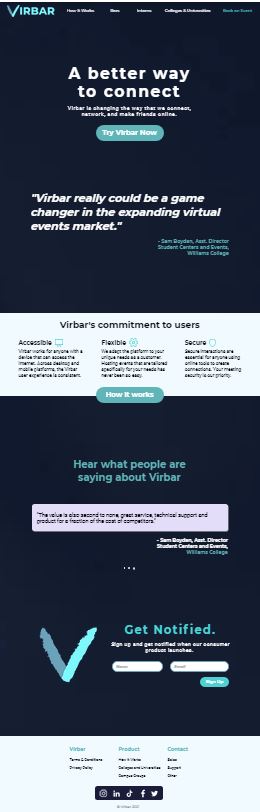 VIRBAR How It Works Bars Interns Colleges & Universities Book an Event
A better way
to connect
Virbar is changing the way that we connect,
network, and make friends online.
Try Virbar Now
"Virbar really could be a game
changer in the expanding virtual
events market."
- Sam Boyden, Asst. Director
Student Centers and Events,
Williams College
Virbar's commitment to users
Accessible
Virbar works for anyone with a
device that can access the
internet. Across desktop and
mobile platforms, the Virbar
user experience is consistent.
Flexible
We adapt the platform to your
unique needs as a customer.
Hosting events that are tailored
specifically for your needs has
never been so easy.
Secure
Secure interactions are
essential for anyone using
online tools to create
connections. Your meeting
security is our priority.
How it works
Hear what people are
saying about Virbar
"The value is also second to none, great service, technical support and
product for a fraction of the cost of competitors."
- Sam Boyden, Asst. Director
Student Centers and Events,
Williams College
Get Notified.
Sign up and get notified when our consumer
product launches.
Name Email
Sign Up
Virbar Product Contact
Terms & Conditions How It Works Sales
Privacy Policy Colleges and Universities Support
Campus Groups Other
© Virbar 2021